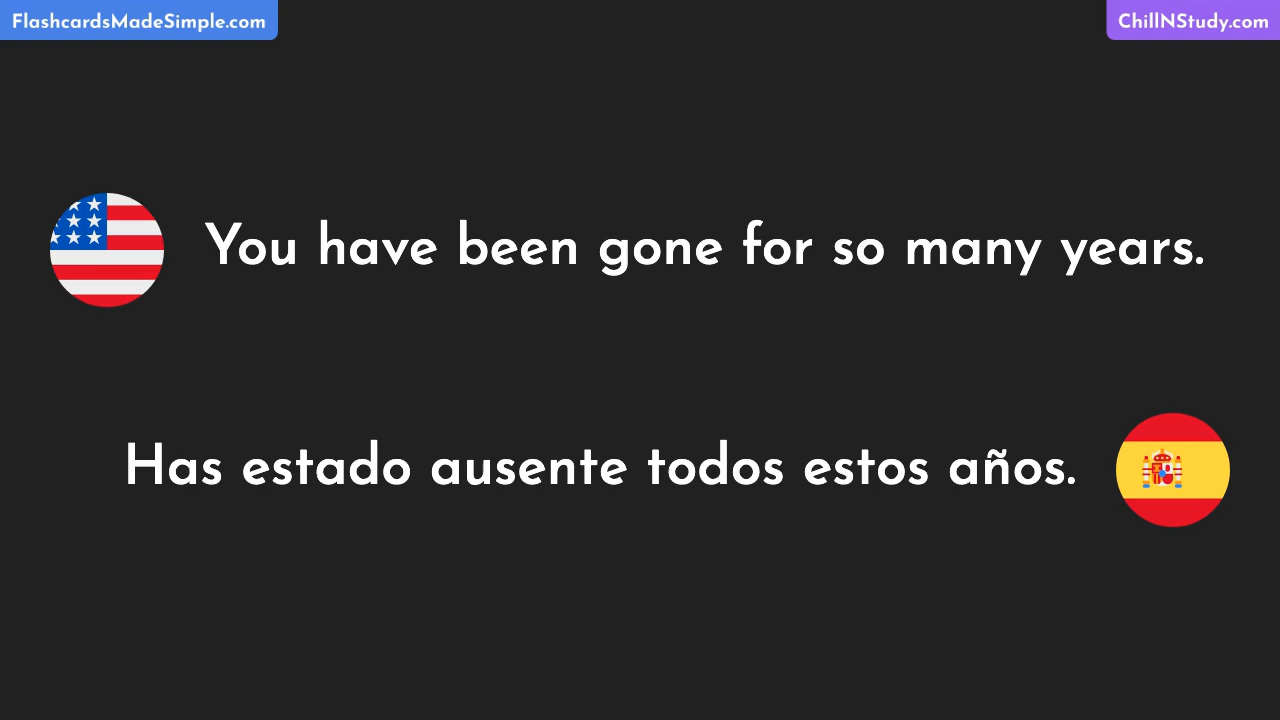 FlashcardsMadeSimple.com
ChillNStudy.com
You have been gone for so many years.
Has estado ausente todos estos años.